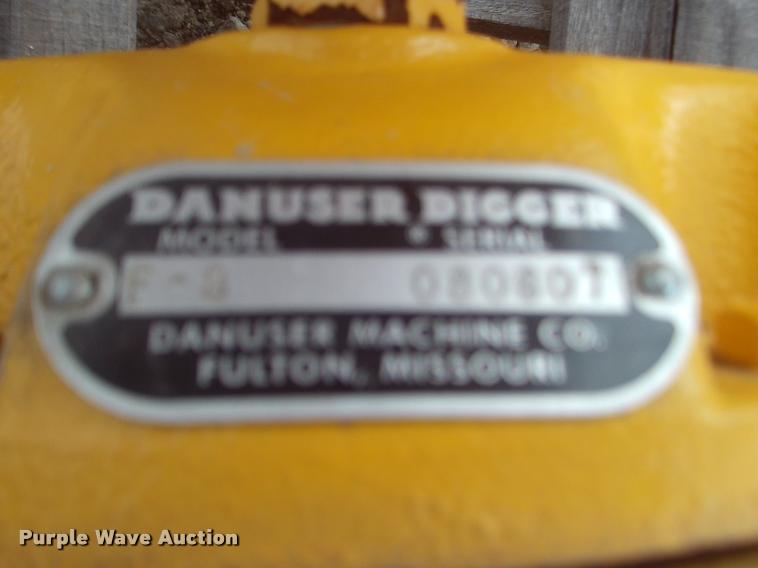 DANUSER DIGGER
MODEL SERIAL
DANUSER MACHINE CO.
FULTON, MISSOURI
Purple Wave Auction